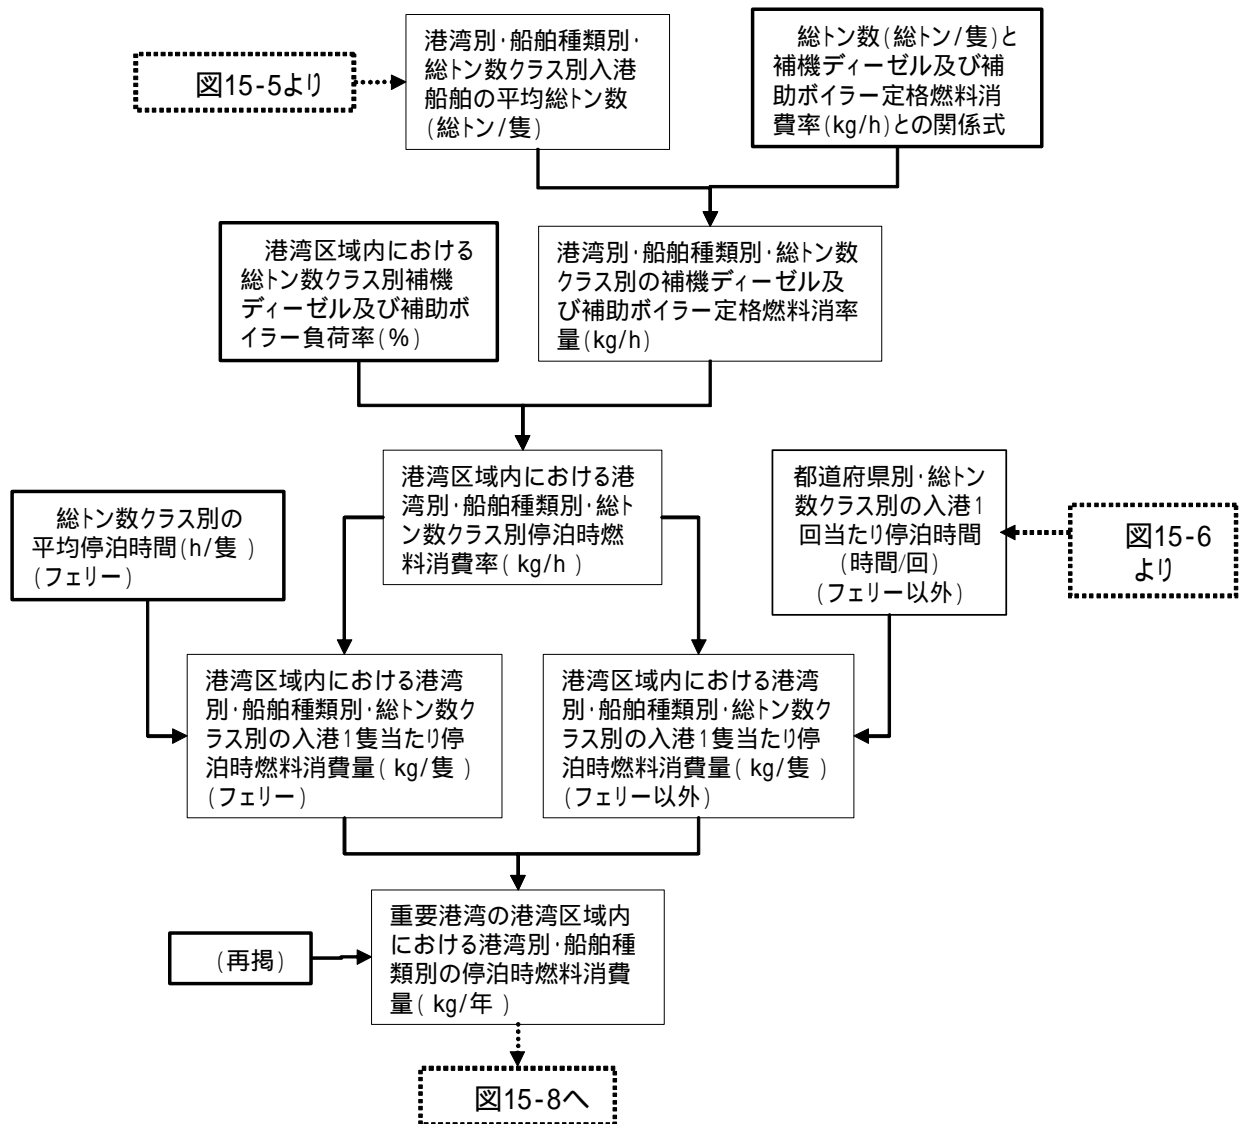 図15-5より
港湾別・船舶種類別・
総トン数クラス別入港
船舶の平均総トン数
(総トン/隻)
総トン数(総トン/隻)と
補機ディーゼル及び補
助ボイラー定格燃料消
費率(kg/h)との関係式
港湾区域内における
総トン数クラス別補機
ディーゼル及び補助ボ
イラー負荷率(%)
港湾別・船舶種類別・総トン数
クラス別の補機ディーゼル及
び補助ボイラー定格燃料消率
量(kg/h)
総トン数クラス別の
平均停泊時間(h/隻)
(フェリー)
港湾区域内における港
湾別・船舶種類別・総ト
ン数クラス別停泊時燃
料消費率(kg/h)
都道府県別・総トン
数クラス別の入港1
回当たり停泊時間
(時間/回)
(フェリー以外)
図15-6
より
港湾区域内における港湾
別・船舶種類別・総トン数ク
ラス別の入港1隻当たり停
泊時燃料消費量(kg/隻)
(フェリー)
港湾区域内における港湾
別・船舶種類別・総トン数ク
ラス別の入港1隻当たり停
泊時燃料消費量(kg/隻)
(フェリー以外)
(再掲)
重要港湾の港湾区域内
における港湾別・船舶種
類別の停泊時燃料消費
量(kg/年)
図15-8へ